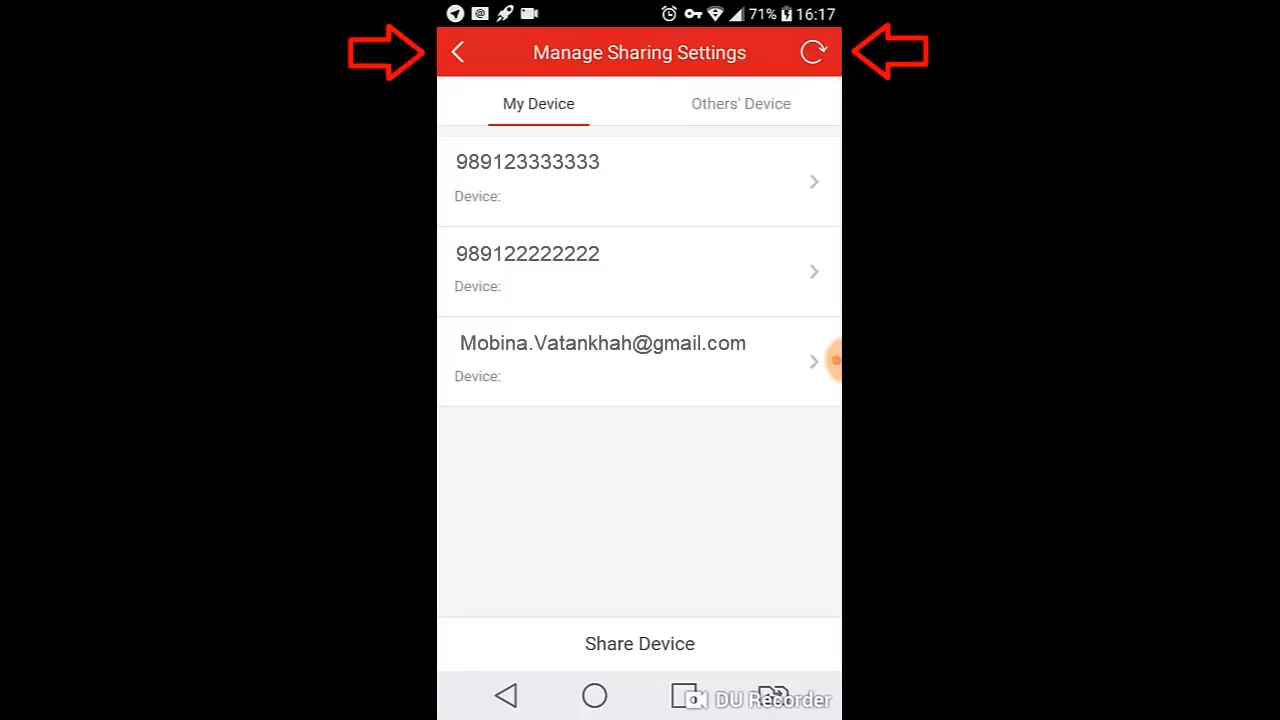 71% 16:17
Manage Sharing Settings
My Device
Others' Device
989123333333
Device:
989122222222
Device:
Mobina.Vatankhah@gmail.com
Device:
Share Device
DU Recorder